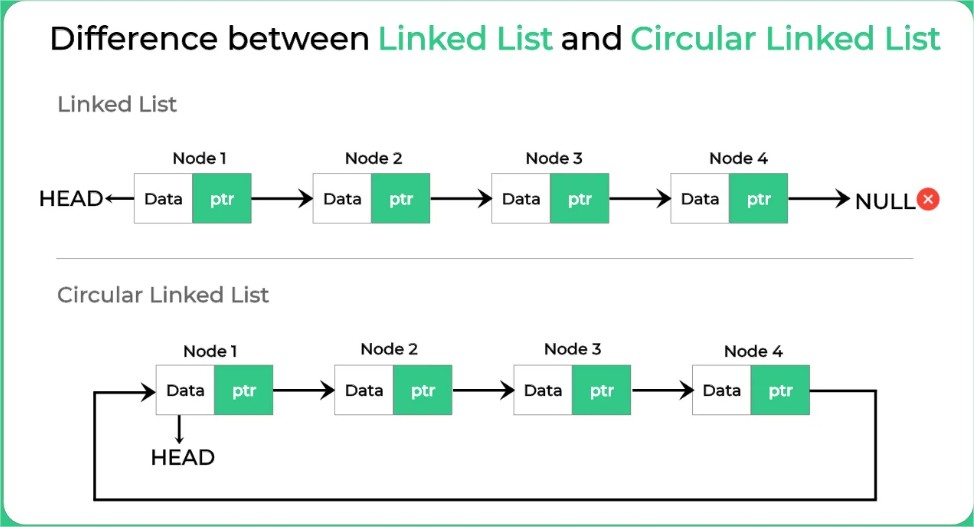 Difference between Linked List and Circular Linked List
Linked List
Node 1 Node 2 Node 3 Node 4
HEAD Data ptr Data ptr Data ptr Data ptr NULL
Circular Linked List
Node 1 Node 2 Node 3 Node 4
Data ptr Data ptr Data ptr Data ptr
HEAD